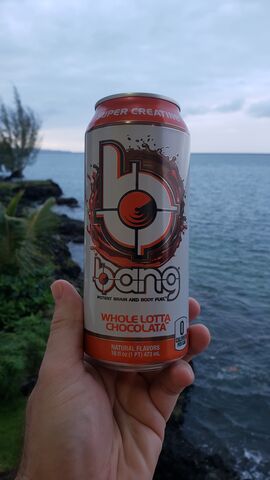 SUPER CREATINE
bang
INSTANT BRAIN AND BODY FUEL
WHOLE LOTTA
CHOCOLATA
0
NATURAL FLAVORS
16 fl oz (1 PT) 473 mL